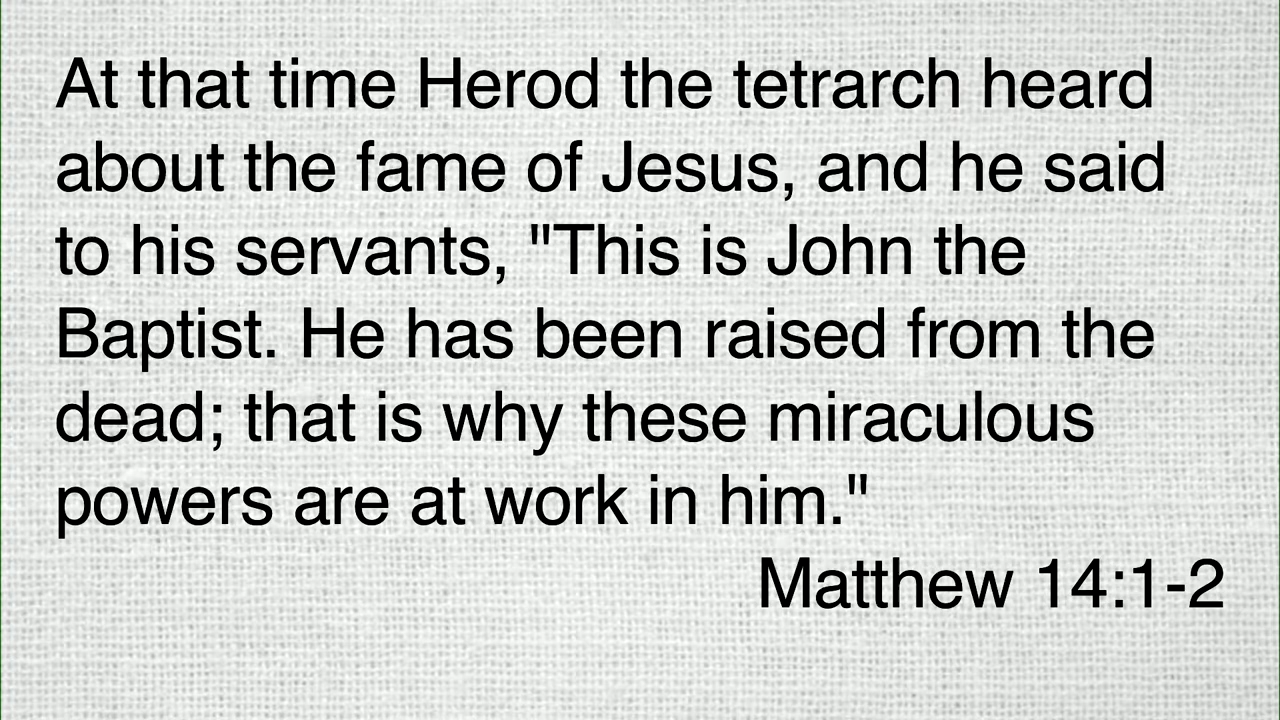 At that time Herod the tetrarch heard
about the fame of Jesus, and he said
to his servants, "This is John the
Baptist. He has been raised from the
dead; that is why these miraculous
powers are at work in him."
Matthew 14:1-2